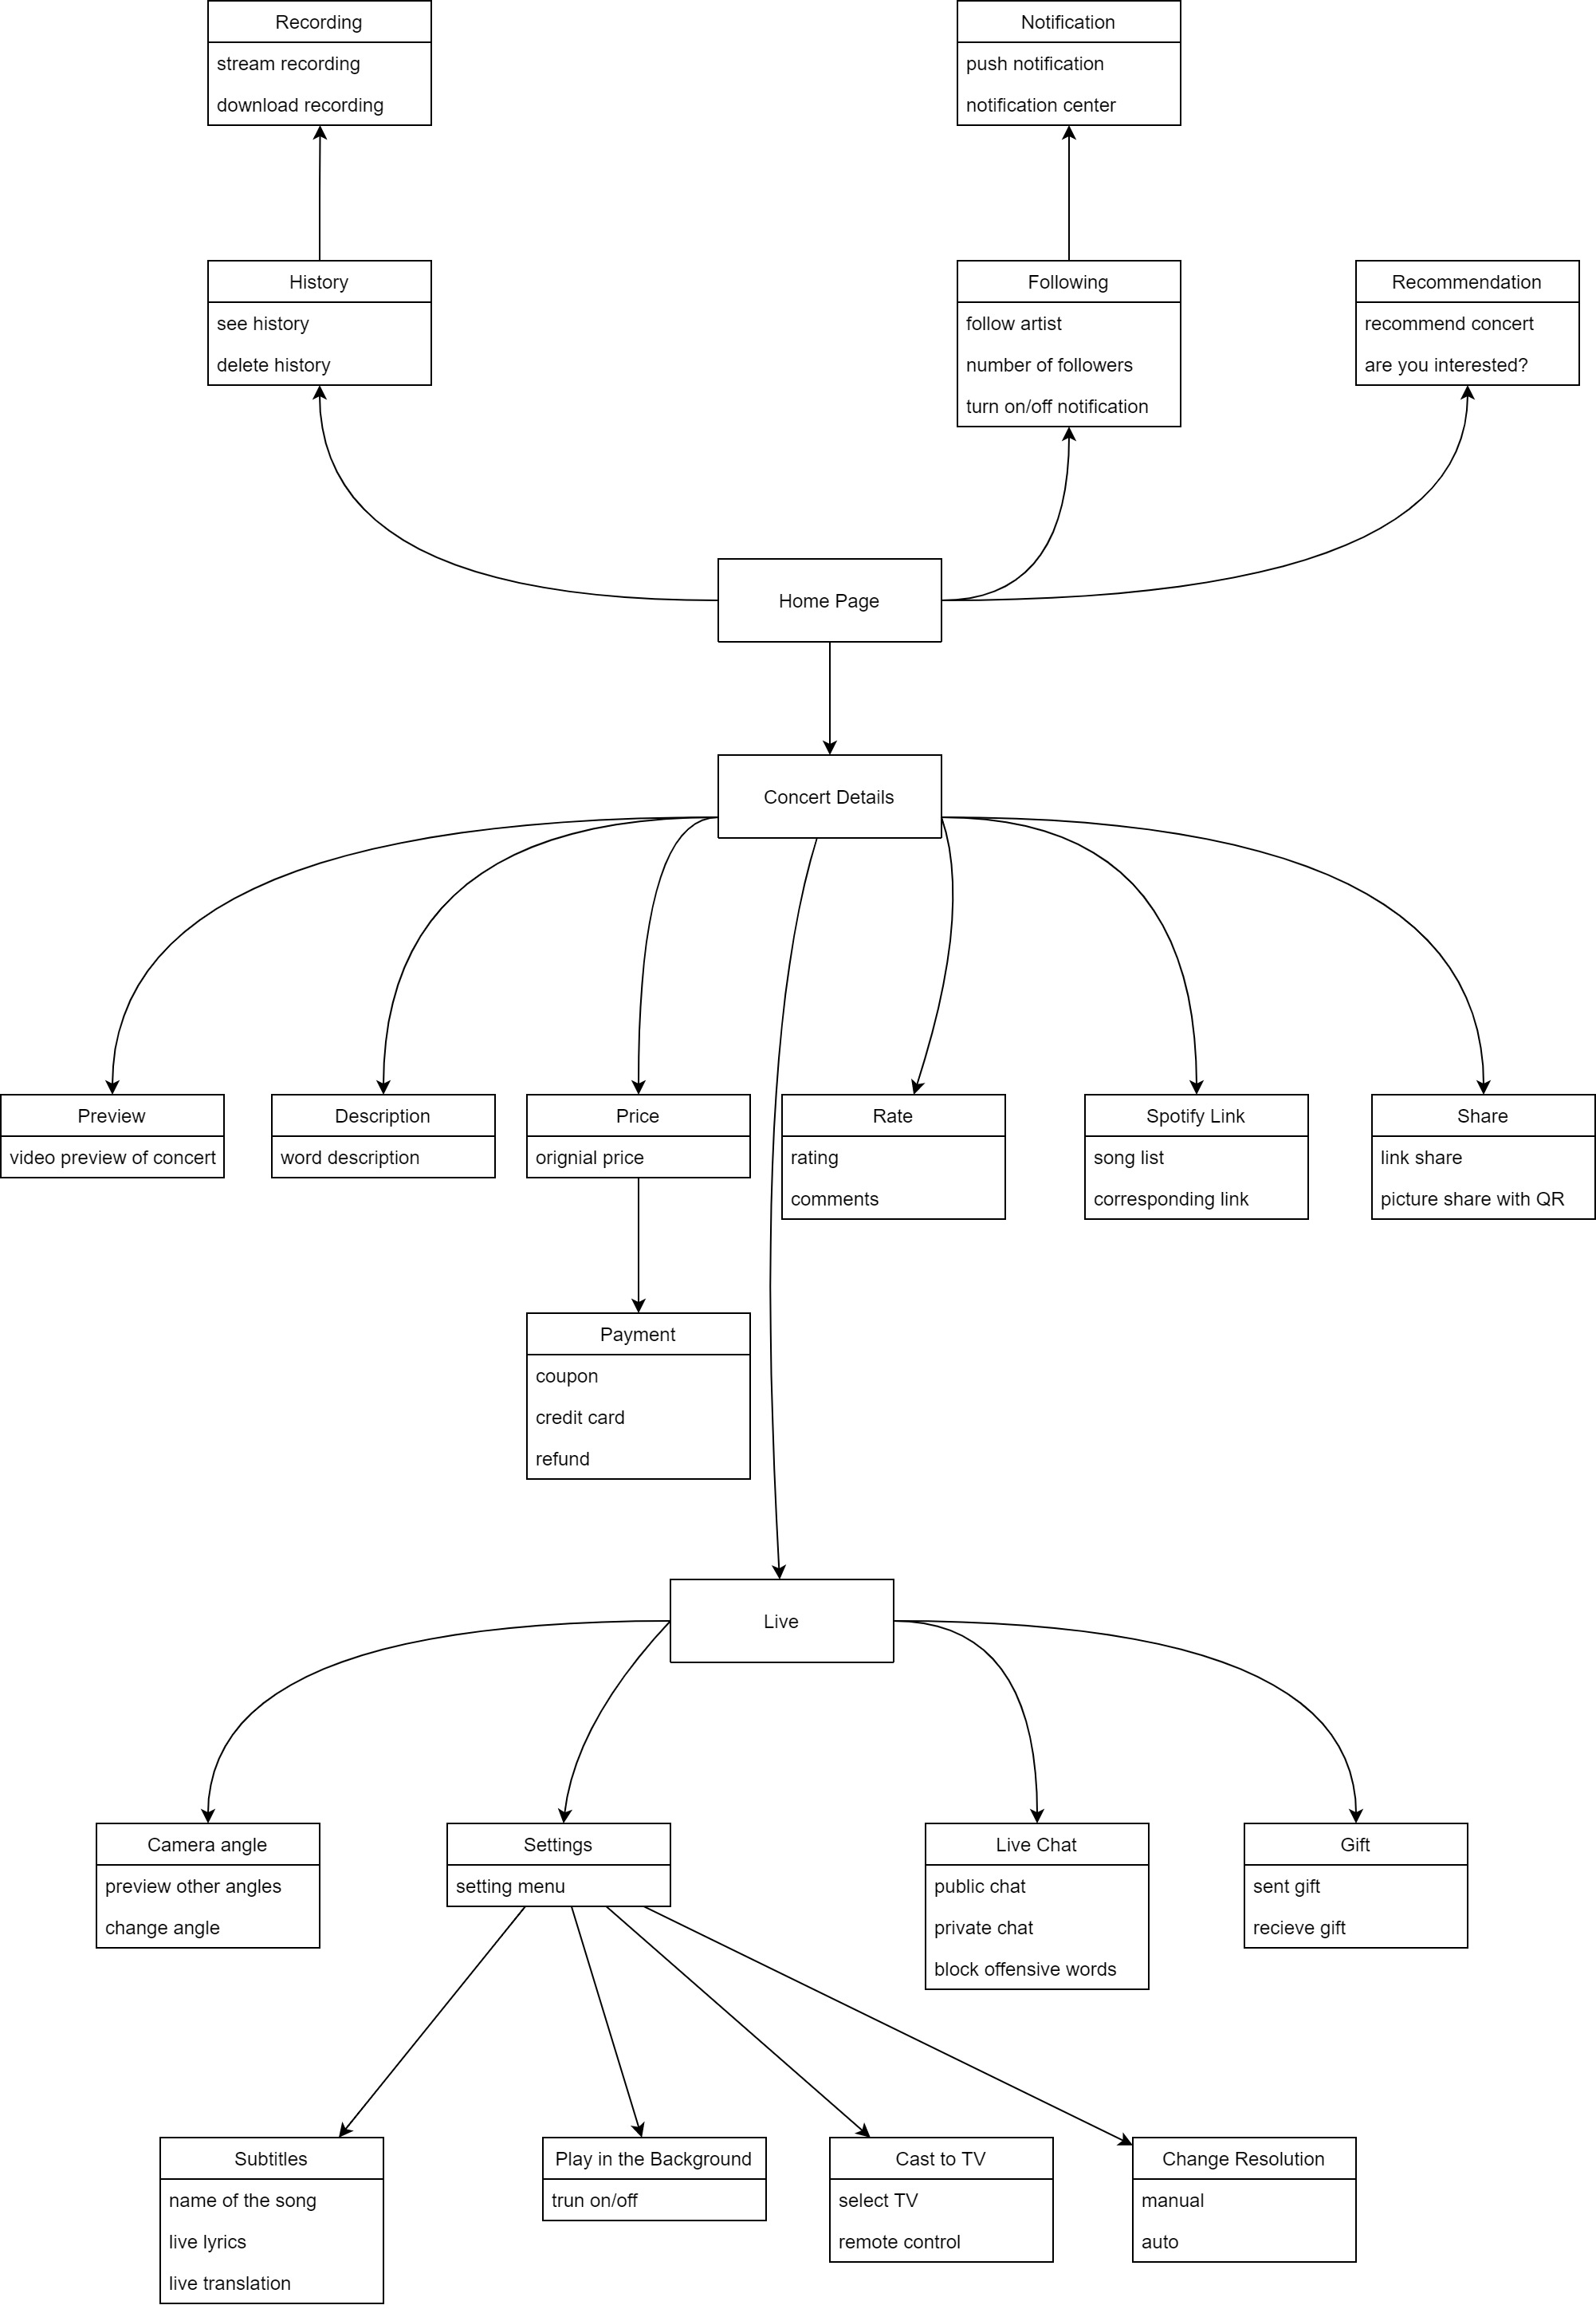 Recording
stream recording
download recording
Notification
push notification
notification center
History
see history
delete history
Following
follow artist
number of followers
turn on/off notification
Recommendation
recommend concert
are you interested?
Home Page
Concert Details
Preview
video preview of concert
Description
word description
Price
orignial price
Rate
rating
comments
Spotify Link
song list
corresponding link
Share
link share
picture share with QR
Payment
coupon
credit card
refund
Live
Camera angle
preview other angles
change angle
Settings
setting menu
Live Chat
public chat
private chat
block offensive words
Gift
sent gift
recieve gift
Subtitles
name of the song
live lyrics
live translation
Play in the Background
trun on/off
Cast to TV
select TV
remote control
Change Resolution
manual
auto